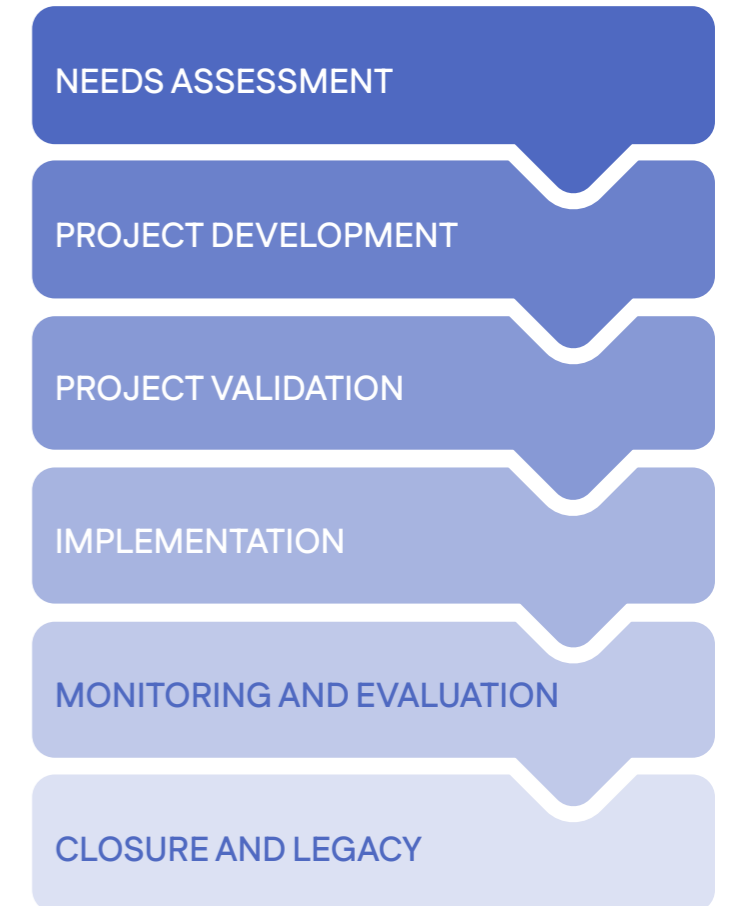 NEEDS ASSESSMENT
PROJECT DEVELOPMENT
PROJECT VALIDATION
IMPLEMENTATION
MONITORING AND EVALUATION
CLOSURE AND LEGACY